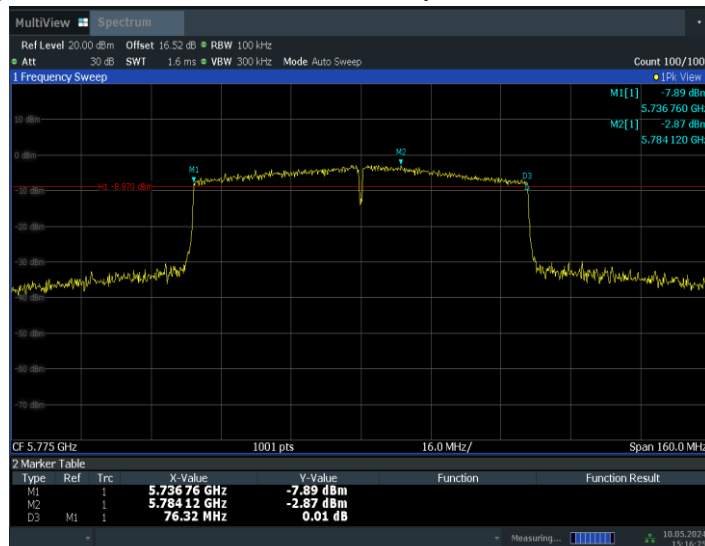 MultiView Spectrum
Ref Level 20.00 dBm Offset 16.52 dB RBW 100 kHz
Att 30 dB SWT 1.6 ms VBW 300 kHz Mode Auto Sweep Count 100/100
1 Frequency Sweep 1Pk View
M1[1] -7.89 dBm
5.736 760 GHz
10 dBm
M2[1] -2.87 dBm
5.784 120 GHz
0 dBm
M2
M1
D3
H1 -8.870 dBm
-10 dBm
-20 dBm
-30 dBm
-40 dBm
-50 dBm
-60 dBm
-70 dBm
CF 5.775 GHz 1001 pts 16.0 MHz/ Span 160.0 MHz
2 Marker Table
Type Ref Trc X-Value Y-Value Function Function Result
M1 1 5.736 76 GHz -7.89 dBm
M2 1 5.784 12 GHz -2.87 dBm
D3 M1 1 76.32 MHz 0.01 dB
Measuring... 10.05.2024
15:16:25